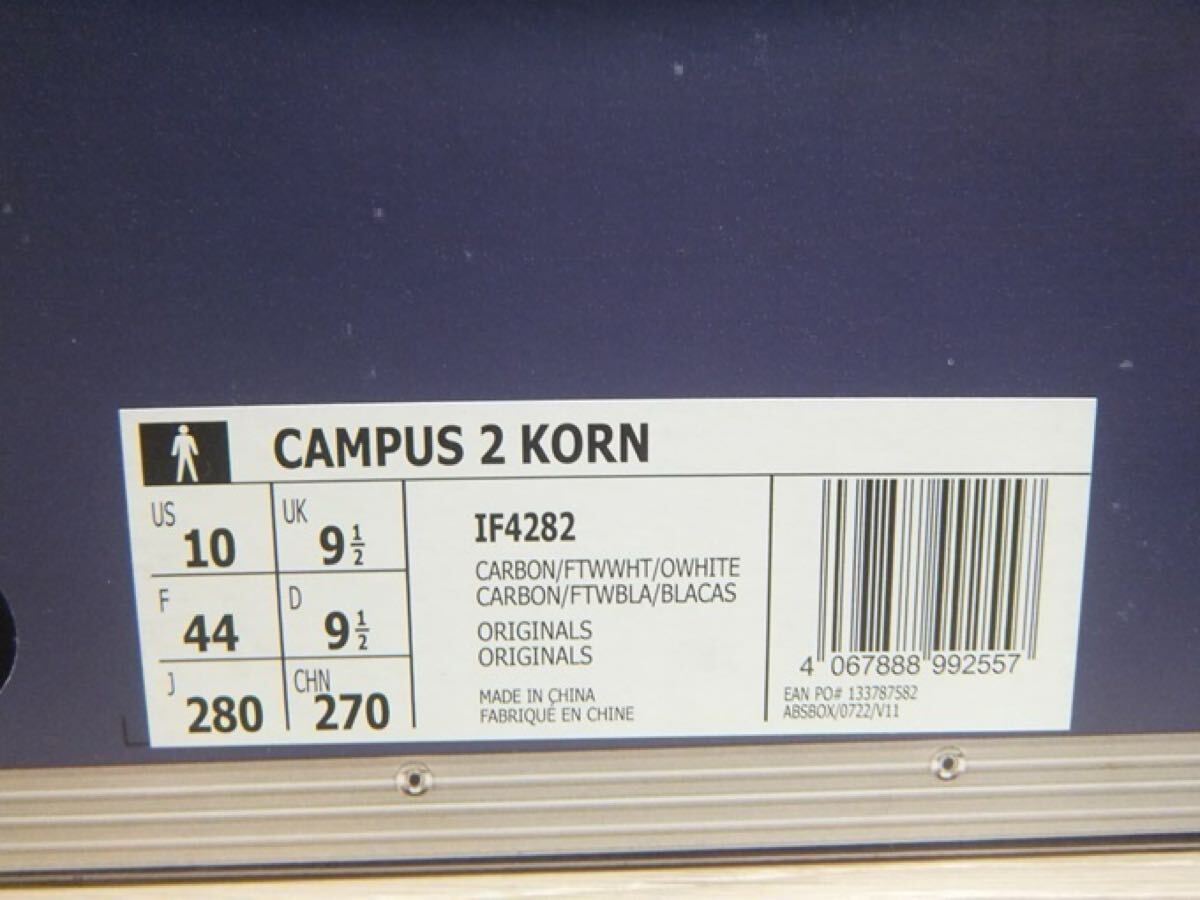 CAMPUS 2 KORN
US 10 UK 9 1/2
F 44 D 9 1/2
J 280 CHN 270
IF4282
CARBON/FTWWHT/OWHITE
CARBON/FTWBLA/BLACAS
ORIGINALS
ORIGINALS
MADE IN CHINA
FABRIQUÉ EN CHINE
4 067888 992557
EAN PO# 133787582
ABSBOX/0722/V11